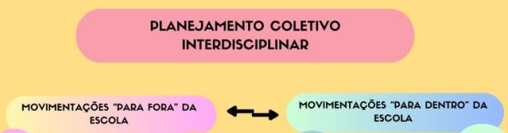 PLANEJAMENTO COLETIVO
INTERDISCIPLINAR
MOVIMENTAÇÕES "PARA FORA" DA
ESCOLA
MOVIMENTAÇÕES "PARA DENTRO" DA
ESCOLA